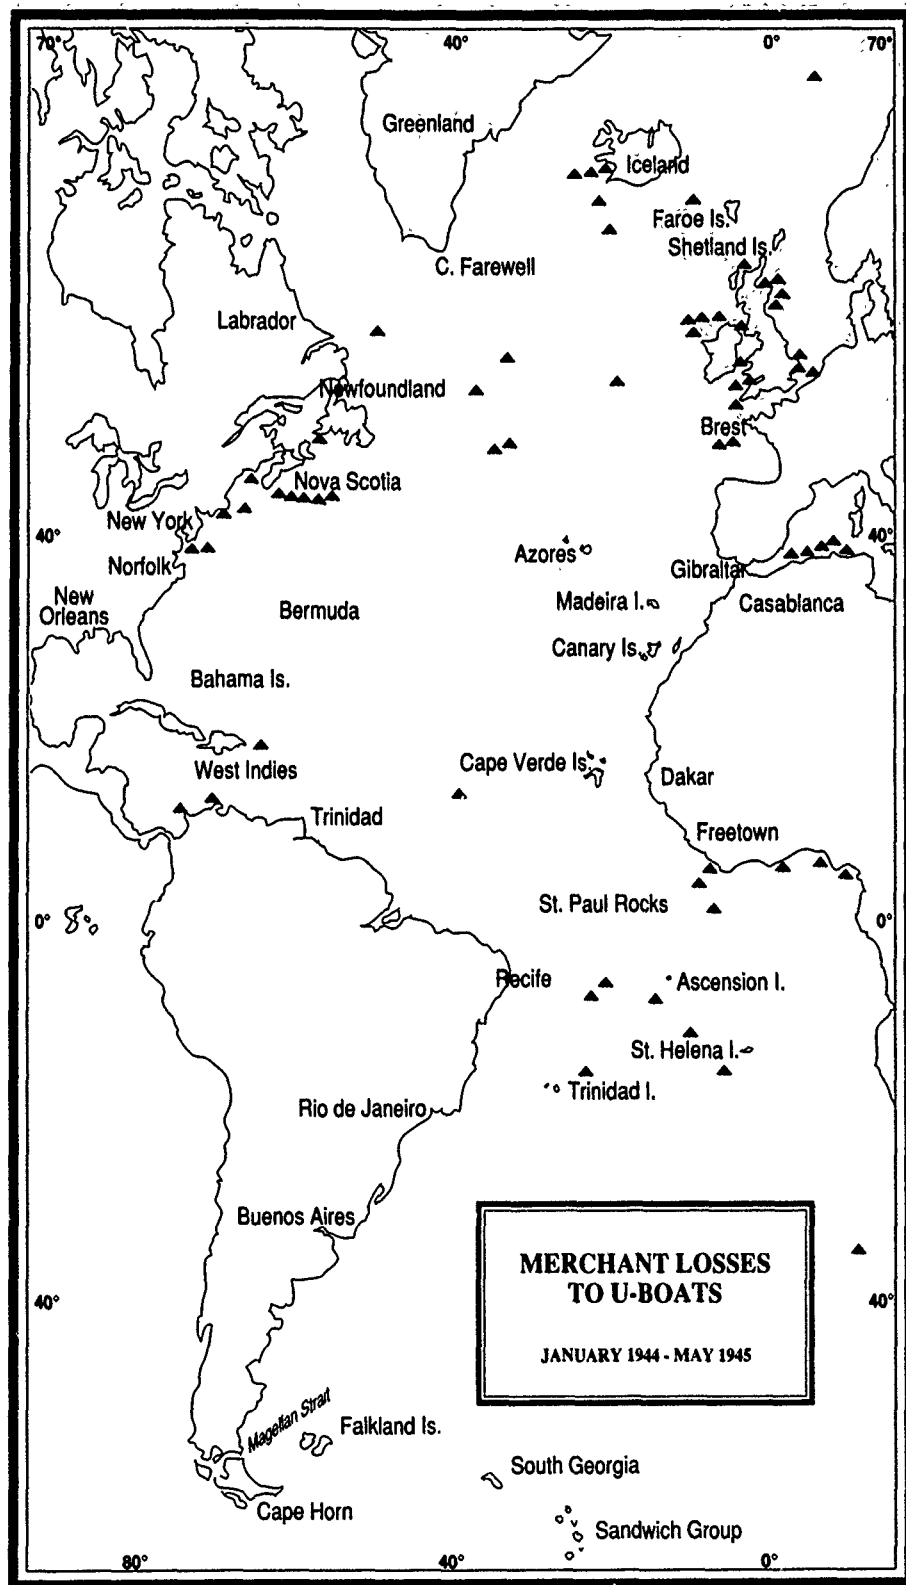 70°
40°
0°
70°
Greenland
Iceland
Faroe Is.
Shetland Is.
C. Farewell
Labrador
Newfoundland
Brest
Nova Scotia
New York
40°
40°
Azores
Norfolk
Gibraltar
New
Orleans
Madeira I.
Casablanca
Bermuda
Canary Is.
Bahama Is.
Cape Verde Is.
West Indies
Dakar
Trinidad
Freetown
St. Paul Rocks
0°
0°
Recife
Ascension I.
St. Helena I.
Trinidad I.
Rio de Janeiro
Buenos Aires
MERCHANT LOSSES
TO U-BOATS
JANUARY 1944 - MAY 1945
40°
40°
Magellan Strait
Falkland Is.
South Georgia
Cape Horn
Sandwich Group
80°
40°
0°